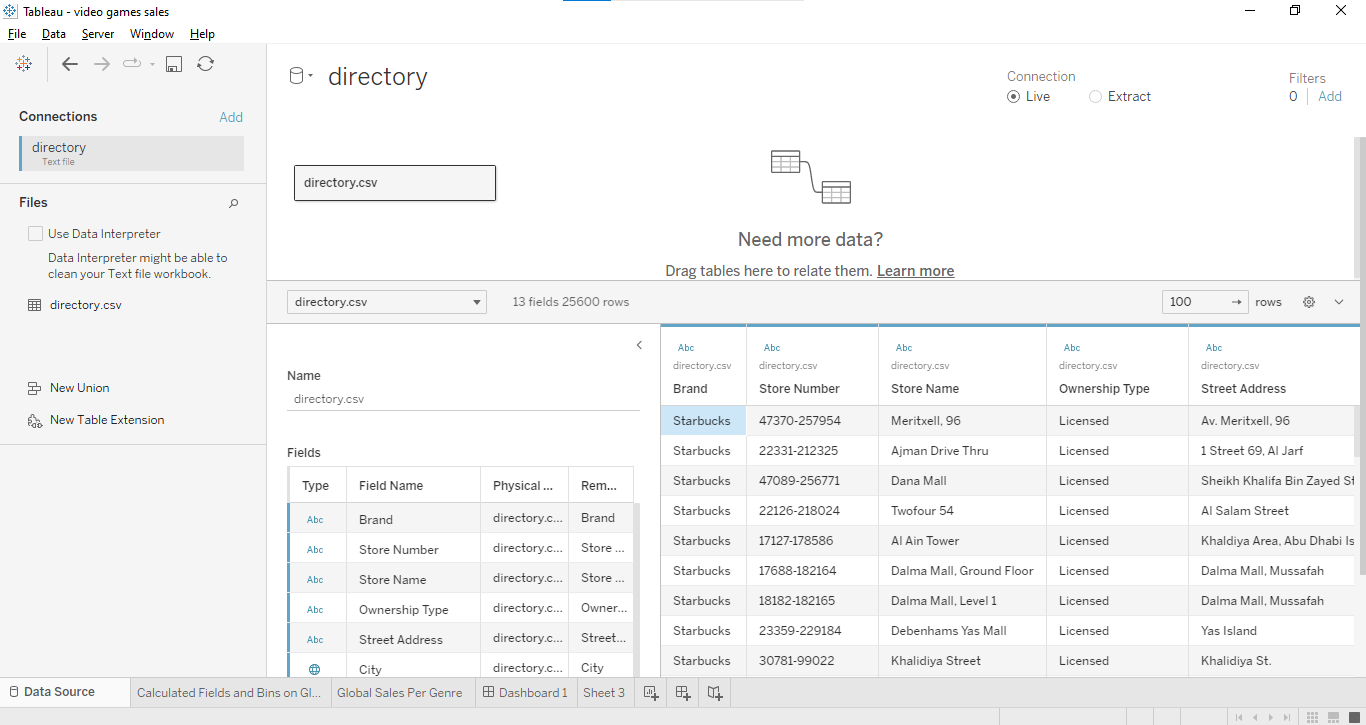 Tableau - video games sales
File Data Server Window Help
directory
Connection
Live Extract
Filters
0 Add
Connections Add
directory
Text file
Files
Use Data Interpreter
Data Interpreter might be able to
clean your Text file workbook.
directory.csv
New Union
New Table Extension
directory.csv
Need more data?
Drag tables here to relate them. Learn more
directory.csv 13 fields 25600 rows 100 rows
Name
directory.csv
Fields
Type Field Name Physical ... Rem...
Abc Brand directory.c... Brand
Abc Store Number directory.c... Store ...
Abc Store Name directory.c... Store ...
Abc Ownership Type directory.c... Owner...
Abc Street Address directory.c... Street...
City directory.c... City
Abc Abc Abc Abc Abc
directory.csv directory.csv directory.csv directory.csv directory.csv
Brand Store Number Store Name Ownership Type Street Address
Starbucks 47370-257954 Meritxell, 96 Licensed Av. Meritxell, 96
Starbucks 22331-212325 Ajman Drive Thru Licensed 1 Street 69, Al Jarf
Starbucks 47089-256771 Dana Mall Licensed Sheikh Khalifa Bin Zayed St
Starbucks 22126-218024 Twofour 54 Licensed Al Salam Street
Starbucks 17127-178586 Al Ain Tower Licensed Khaldiya Area, Abu Dhabi Is
Starbucks 17688-182164 Dalma Mall, Ground Floor Licensed Dalma Mall, Mussafah
Starbucks 18182-182165 Dalma Mall, Level 1 Licensed Dalma Mall, Mussafah
Starbucks 23359-229184 Debenhams Yas Mall Licensed Yas Island
Starbucks 30781-99022 Khalidiya Street Licensed Khalidiya St.
Data Source Calculated Fields and Bins on Gl... Global Sales Per Genre Dashboard 1 Sheet 3